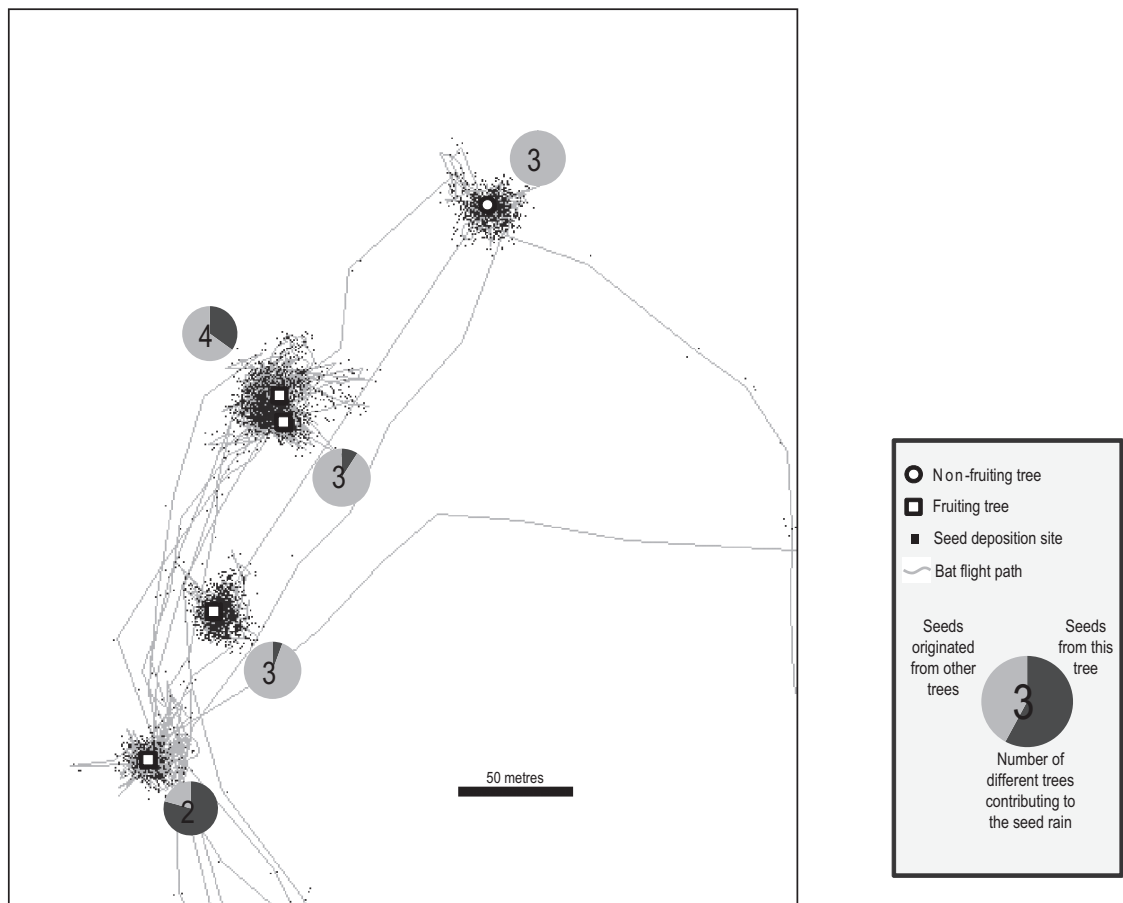 3
4
3
3
2
50 metres
Non-fruiting tree
Fruiting tree
Seed deposition site
Bat flight path
Seeds
originated
from other
trees
Seeds
from this
tree
3
Number of
different trees
contributing to
the seed rain